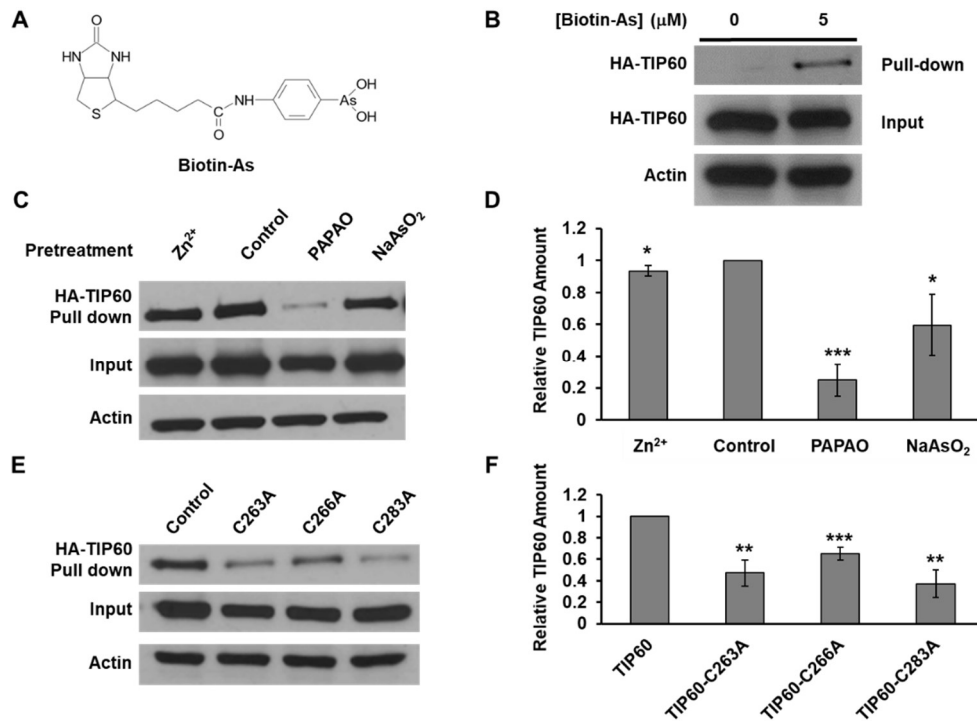 A
O
HN
NH
S
O
NH
As
OH
OH
Biotin-As
B
[Biotin-As] (μM) 0 5
HA-TIP60 Pull-down
HA-TIP60 Input
Actin
C
Pretreatment Zn²⁺ Control PAPAO NaAsO₂
HA-TIP60
Pull down
Input
Actin
D
Relative TIP60 Amount
1.2
1
0.8
0.6
0.4
0.2
0
*
***
*
Zn²⁺ Control PAPAO NaAsO₂
E
Control C263A C266A C283A
HA-TIP60
Pull down
Input
Actin
F
Relative TIP60 Amount
1.2
1
0.8
0.6
0.4
0.2
0
**
***
**
TIP60 TIP60-C263A TIP60-C266A TIP60-C283A